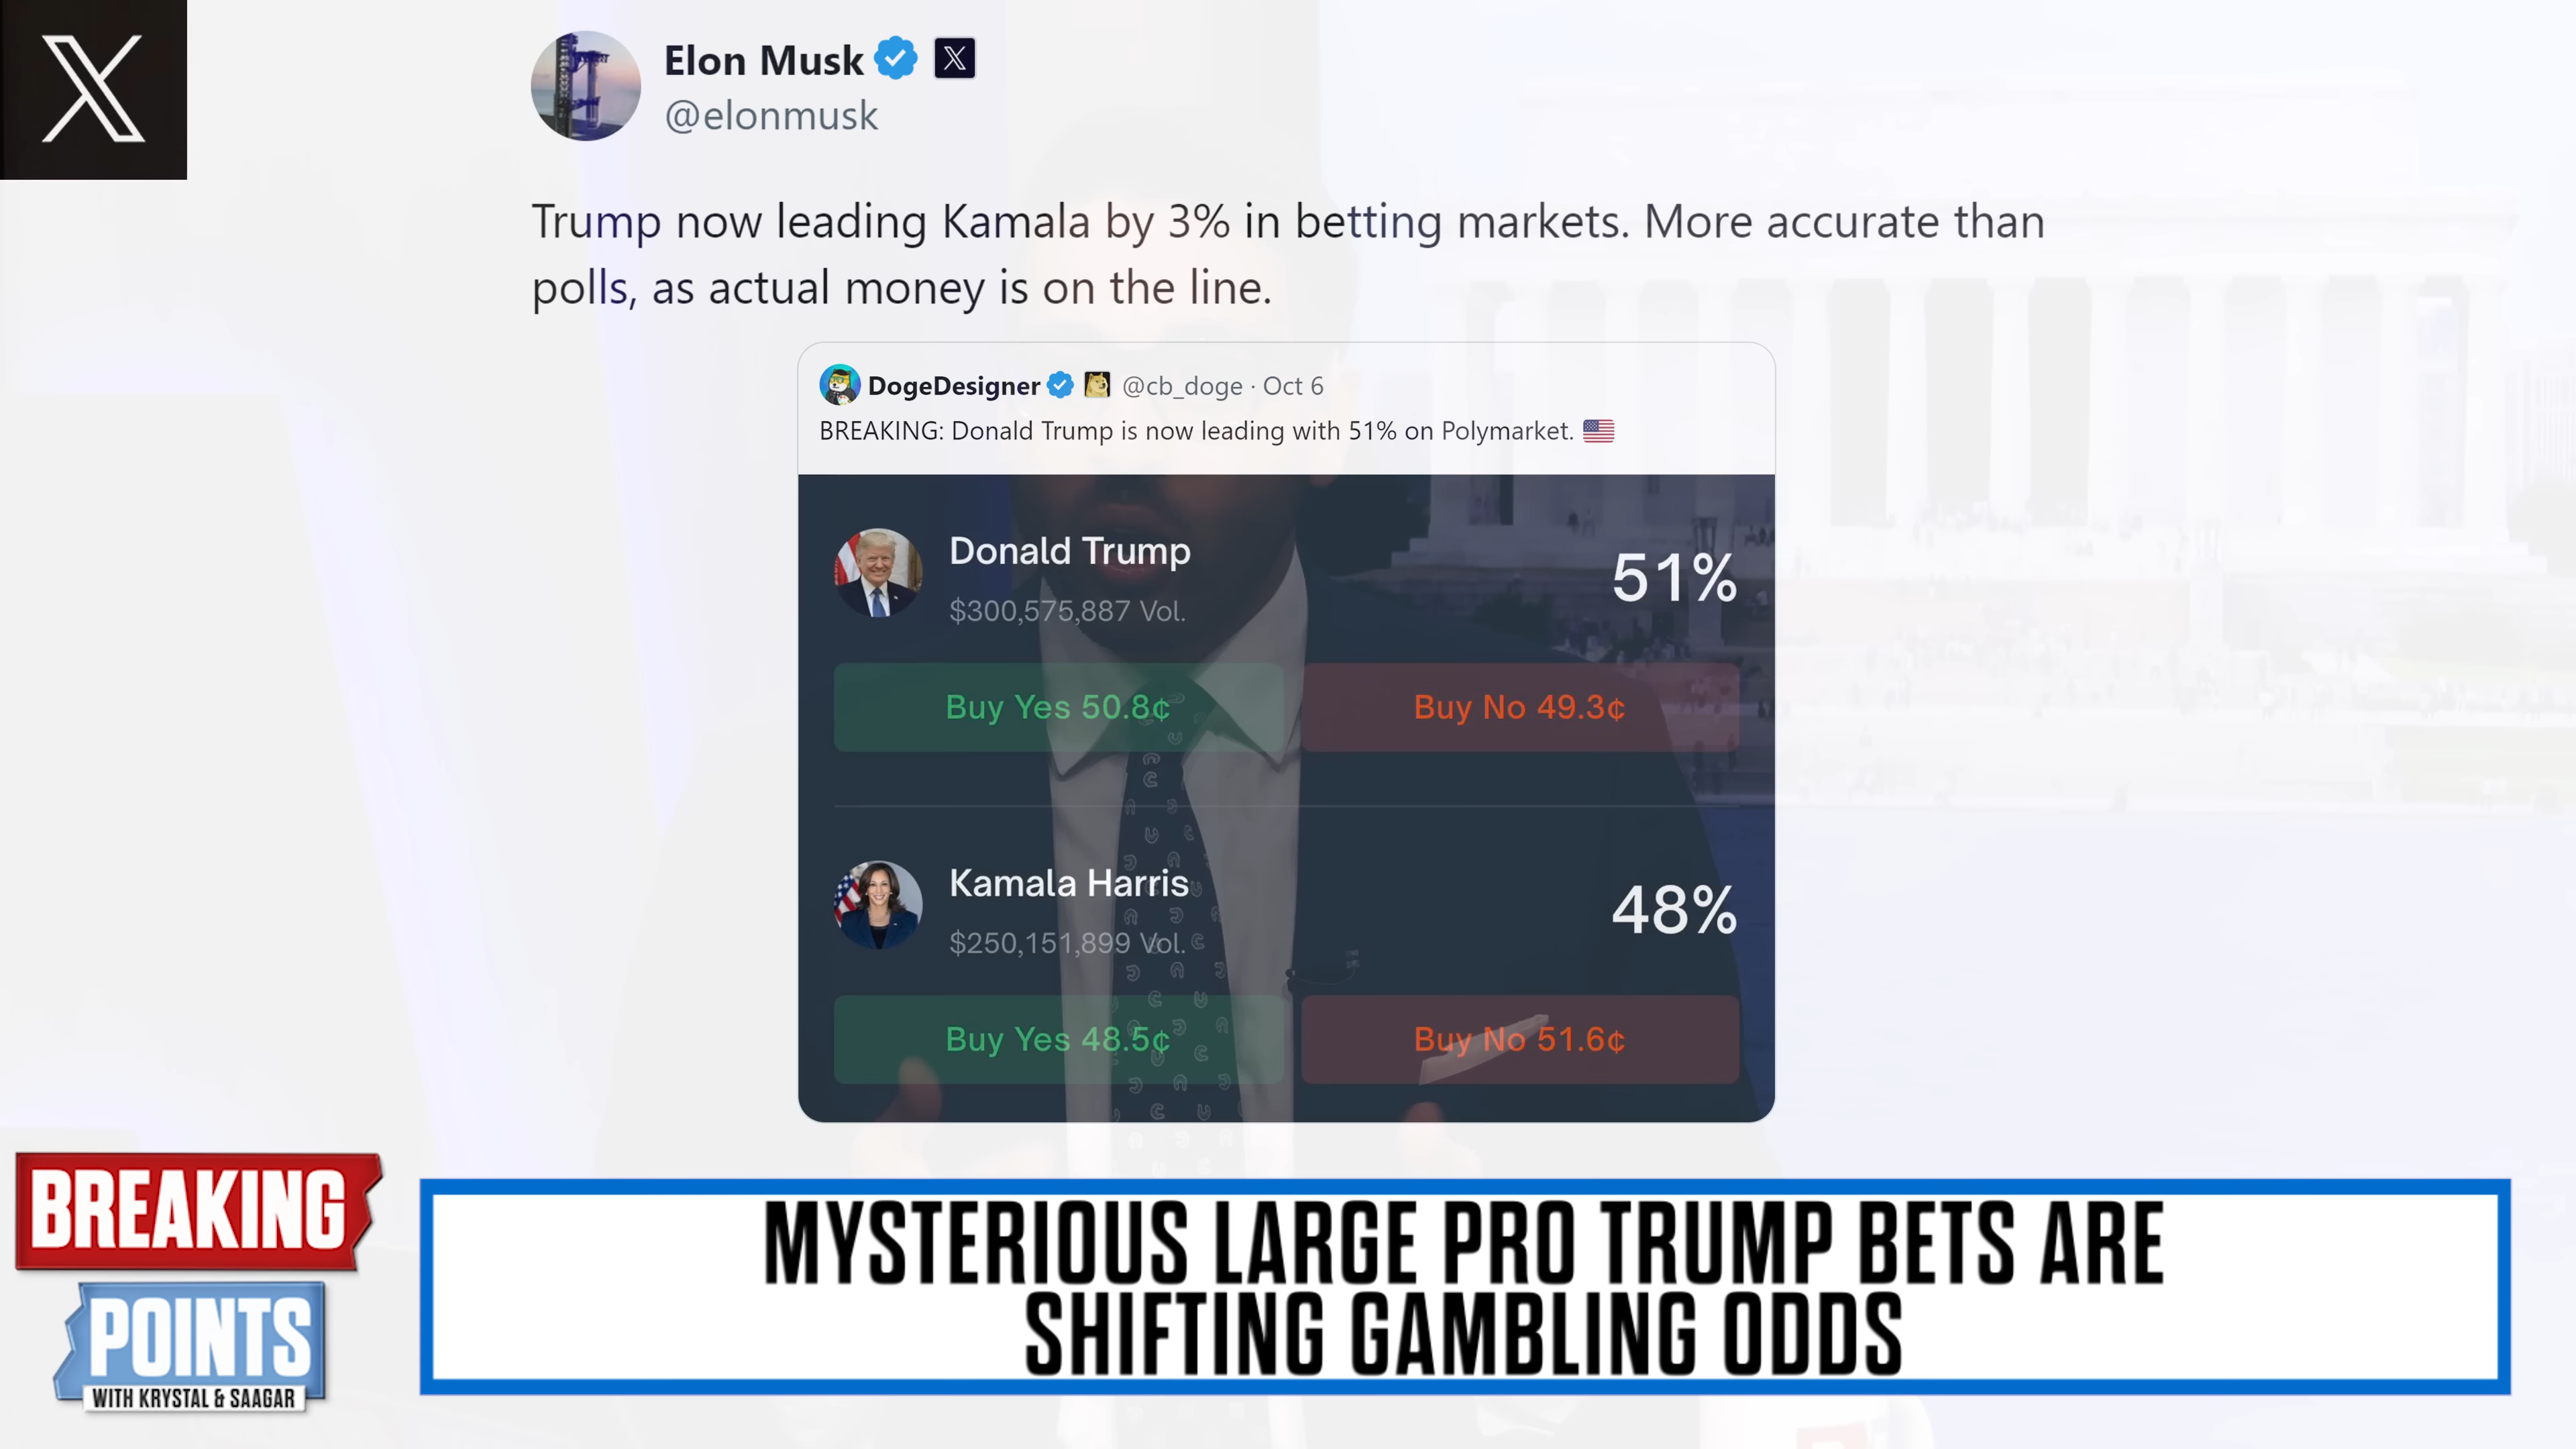 Elon Musk
@elonmusk
Trump now leading Kamala by 3% in betting markets. More accurate than
polls, as actual money is on the line.
DogeDesigner @cb_doge · Oct 6
BREAKING: Donald Trump is now leading with 51% on Polymarket. 🇺🇸
Donald Trump
51%
$300,575,887 Vol.
Buy Yes 50.8¢
Buy No 49.3¢
Kamala Harris
48%
$250,151,899 Vol.
Buy Yes 48.5¢
Buy No 51.6¢
BREAKING
POINTS
WITH KRYSTAL & SAAGAR
MYSTERIOUS LARGE PRO TRUMP BETS ARE
SHIFTING GAMBLING ODDS